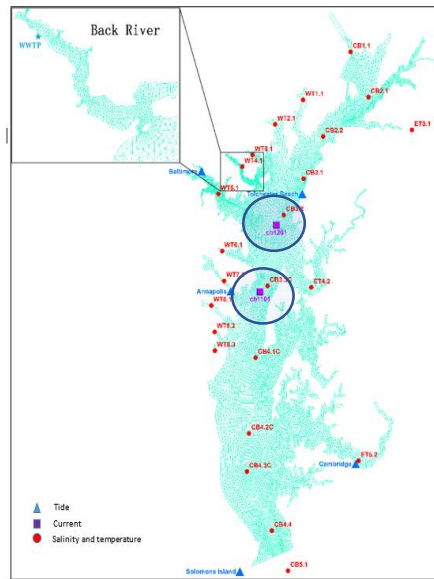 Back River
WWTP
CB1.1
CB2.1
WT1.1
WT2.1
ET3.1
CB2.2
WT3.1
WT4.1
Baltimore
CB3.1
WT5.1
Tolchester Beach
cb1201
WT6.1
WT7.1
CB3.3C
ET4.2
Annapolis
cb1101
WT8.1
WT8.2
WT8.3
CB4.1C
CB4.2C
CB4.3C
ET5.2
Cambridge
CB4.4
Tide
Current
Salinity and temperature
Solomons Island
CB5.1